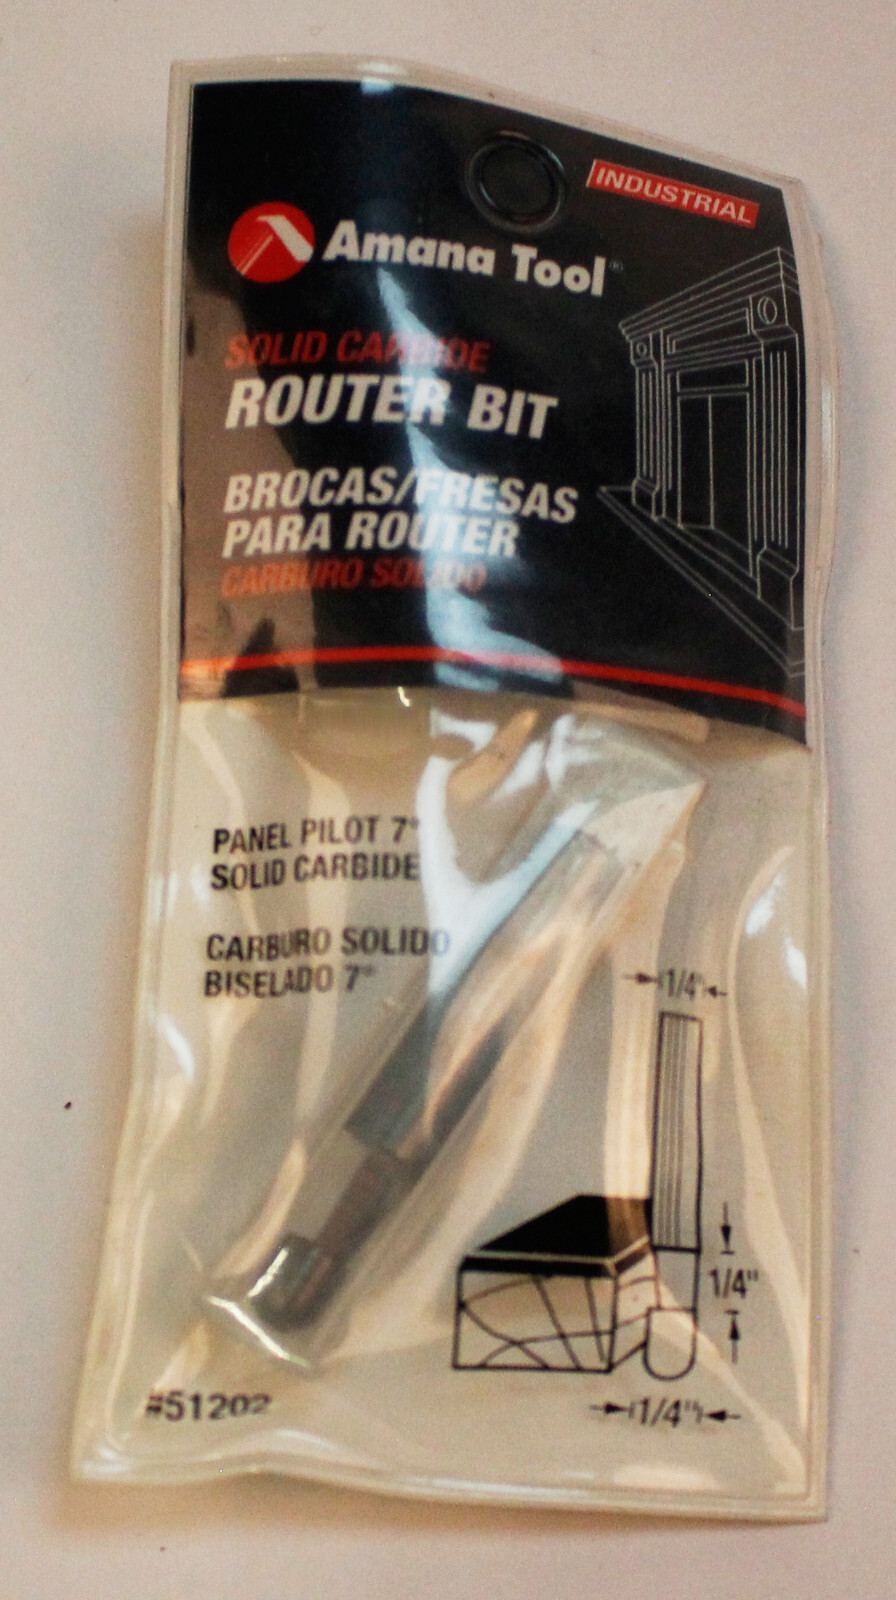 INDUSTRIAL
Amana Tool®
SOLID CARBIDE
ROUTER BIT
BROCAS/FRESAS
PARA ROUTER
CARBURO SOLIDO
PANEL PILOT 7°
SOLID CARBIDE
CARBURO SOLIDO
BISELADO 7°
1/4"
1/4"
1/4"
#51202